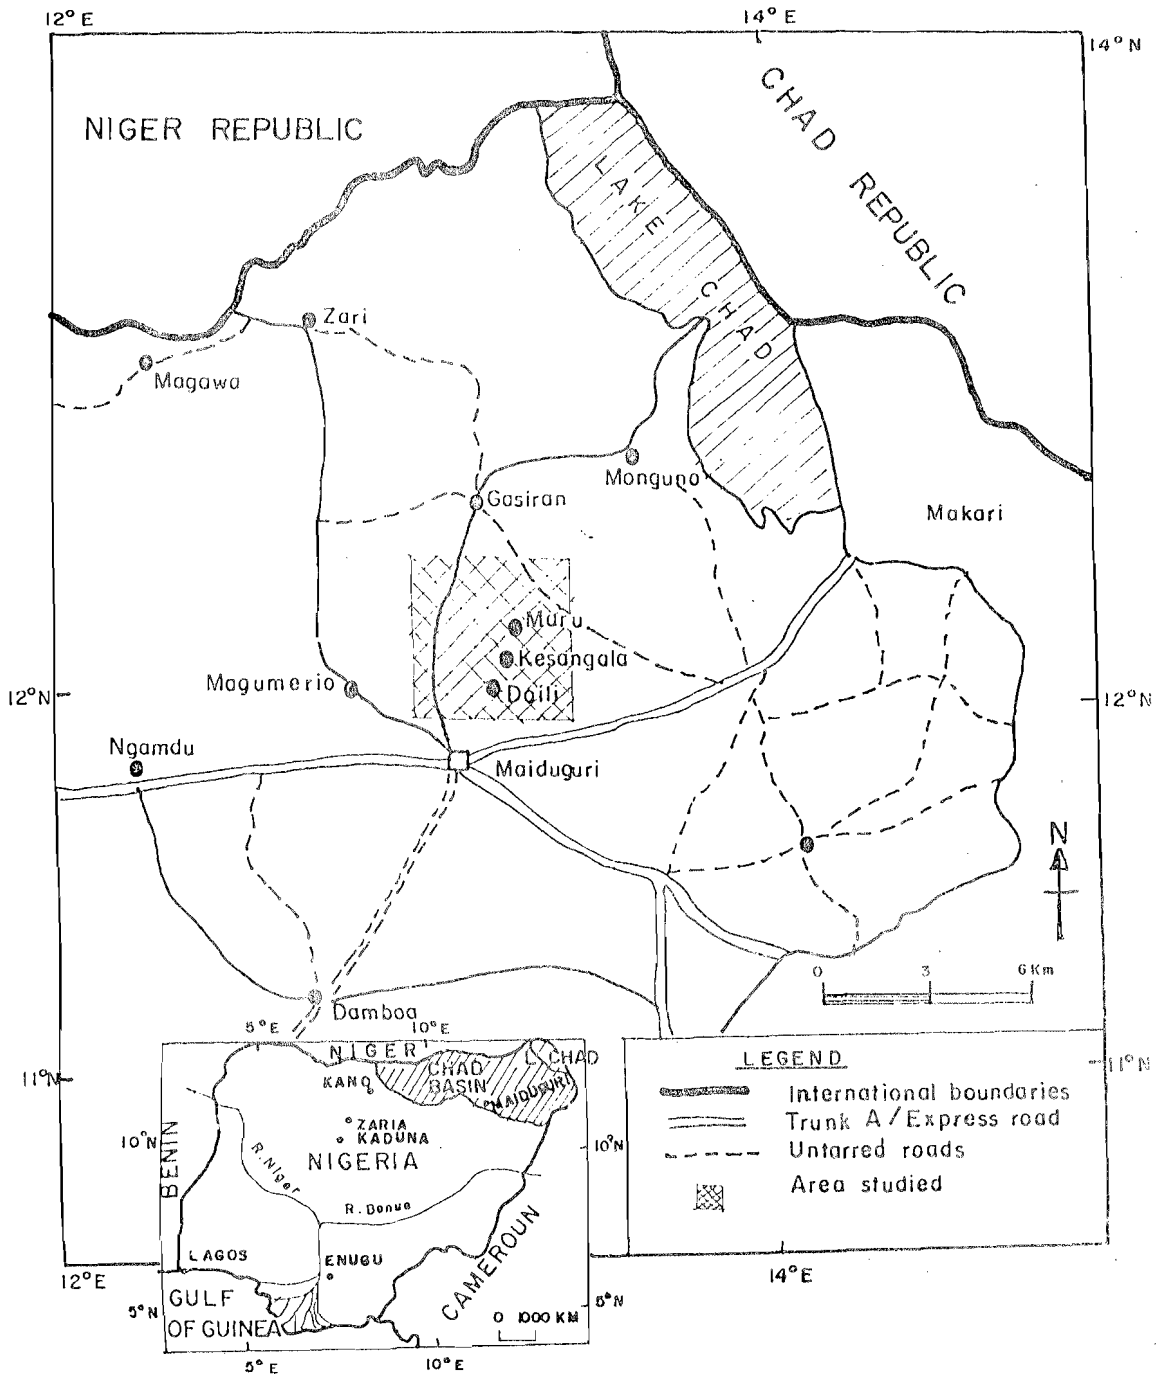 12°E
14°E
14°N
NIGER REPUBLIC
CHAD REPUBLIC
LAKE CHAD
Zari
Magawa
Monguno
Gasiran
Makari
Muru
Kesangala
Daili
Magumerio
12°N
12°N
Ngamdu
Maiduguri
N
0 3 6 Km
Damboa
11°N
11°N
5°E
10°E
NIGER
L. CHAD
CHAD
BASIN
MAIDUGURI
KANO
ZARIA
KADUNA
10°N
10°N
BENIN
NIGERIA
R. Niger
R. Benue
LAGOS
ENUGU
CAMEROUN
GULF
OF GUINEA
5°N
5°N
0 1000 KM
5°E
10°E
LEGEND
International boundaries
Trunk A / Express road
Untarred roads
Area studied
12°E
14°E